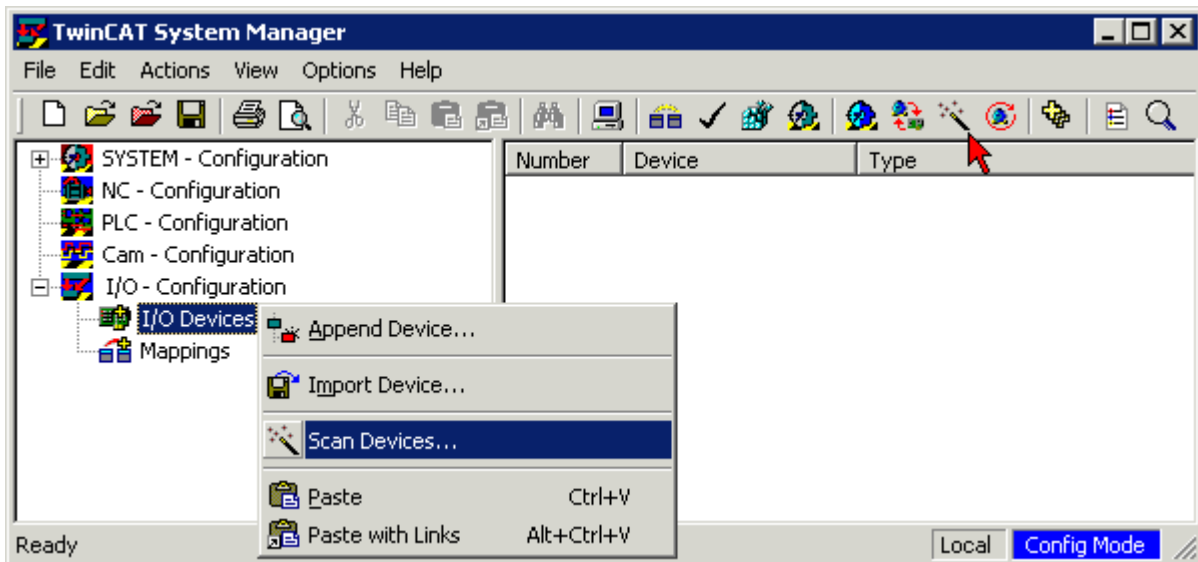 TwinCAT System Manager
File Edit Actions View Options Help
SYSTEM - Configuration
NC - Configuration
PLC - Configuration
Cam - Configuration
I/O - Configuration
I/O Devices
Mappings
Number Device Type
Append Device...
Import Device...
Scan Devices...
Paste Ctrl+V
Paste with Links Alt+Ctrl+V
Ready Local Config Mode